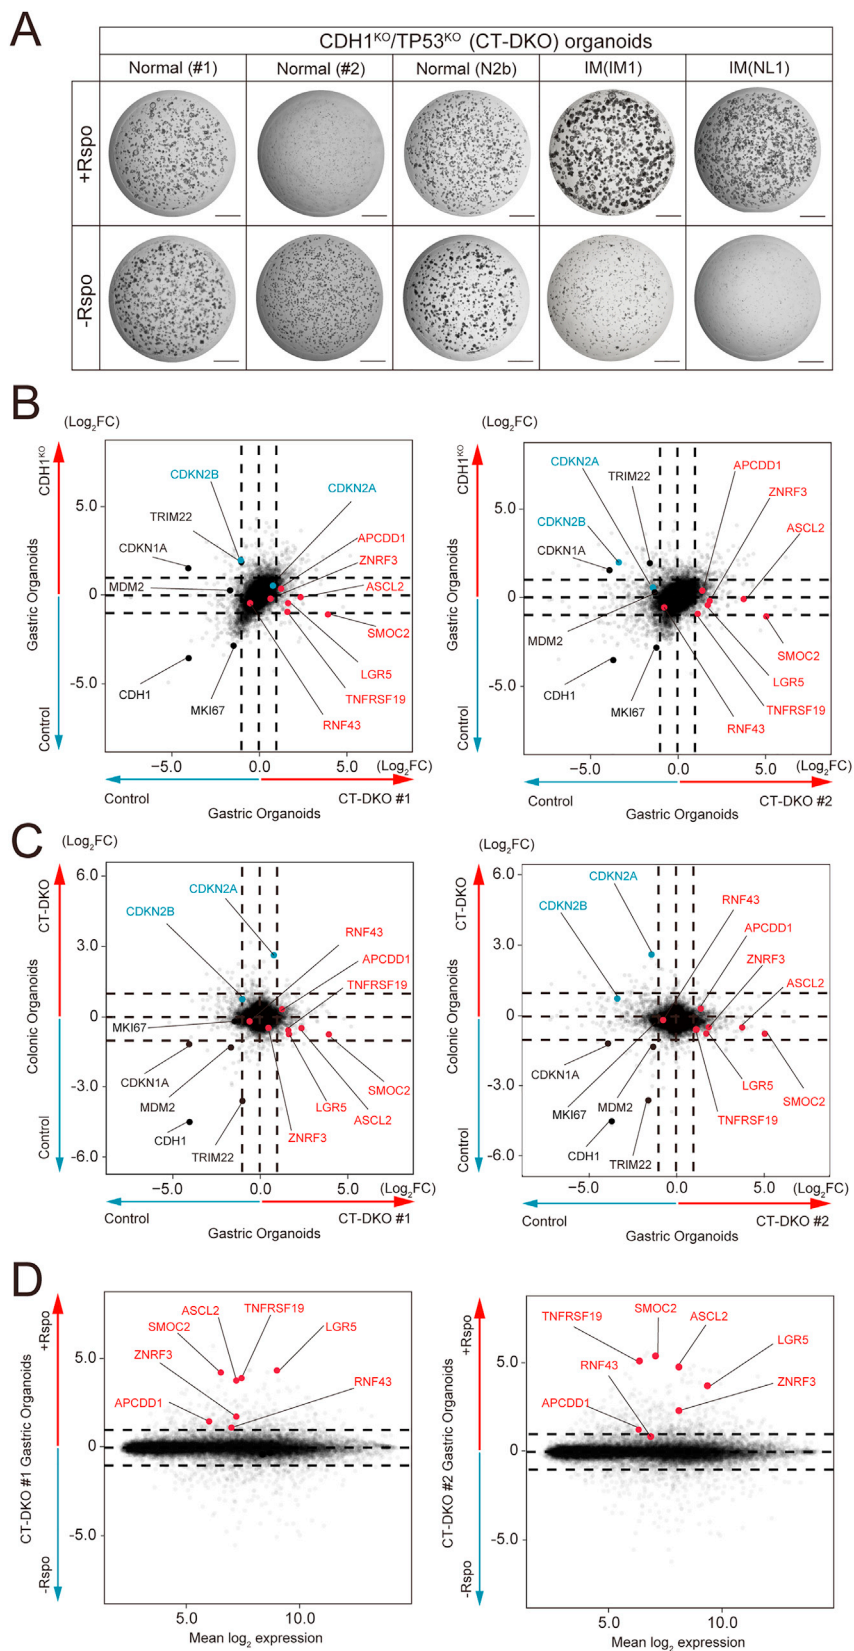 A
CDH1KO/TP53KO (CT-DKO) organoids
Normal (#1) Normal (#2) Normal (N2b) IM(IM1) IM(NL1)
+Rspo
-Rspo
B
(Log2FC)
CDH1KO
Gastric Organoids
Control
5.0
0
-5.0
CDKN2B
CDKN2A
TRIM22
CDKN1A
APCDD1
ZNRF3
MDM2
ASCL2
SMOC2
LGR5
CDH1
MKI67
TNFRSF19
RNF43
−5.0 0.0 5.0 (Log2FC)
Control CT-DKO #1
Gastric Organoids
(Log2FC)
CDH1KO
Gastric Organoids
Control
5.0
0
-5.0
CDKN2A
APCDD1
TRIM22
ZNRF3
CDKN2B
ASCL2
CDKN1A
MDM2
SMOC2
LGR5
CDH1
MKI67
TNFRSF19
RNF43
−5.0 0.0 5.0 (Log2FC)
Control CT-DKO #2
Gastric Organoids
C
(Log2FC)
CT-DKO
Colonic Organoids
Control
6.0
3.0
0
-3.0
-6.0
CDKN2A
CDKN2B
RNF43
APCDD1
TNFRSF19
MKI67
CDKN1A
SMOC2
MDM2
LGR5
ASCL2
CDH1
ZNRF3
TRIM22
−5.0 0.0 5.0 (Log2FC)
Control CT-DKO #1
Gastric Organoids
(Log2FC)
CT-DKO
Colonic Organoids
Control
6.0
3.0
0
-3.0
-6.0
CDKN2A
RNF43
CDKN2B
APCDD1
ZNRF3
ASCL2
CDKN1A
MKI67
LGR5
MDM2
SMOC2
TNFRSF19
CDH1
TRIM22
−5.0 0.0 5.0 (Log2FC)
Control CT-DKO #2
Gastric Organoids
D
+Rspo
CT-DKO #1 Gastric Organoids
-Rspo
5.0
0
-5.0
ASCL2
TNFRSF19
SMOC2
LGR5
ZNRF3
RNF43
APCDD1
5.0 10.0
Mean log2 expression
+Rspo
CT-DKO #2 Gastric Organoids
-Rspo
5.0
0
-5.0
TNFRSF19
SMOC2
ASCL2
LGR5
RNF43
ZNRF3
APCDD1
5.0 10.0
Mean log2 expression